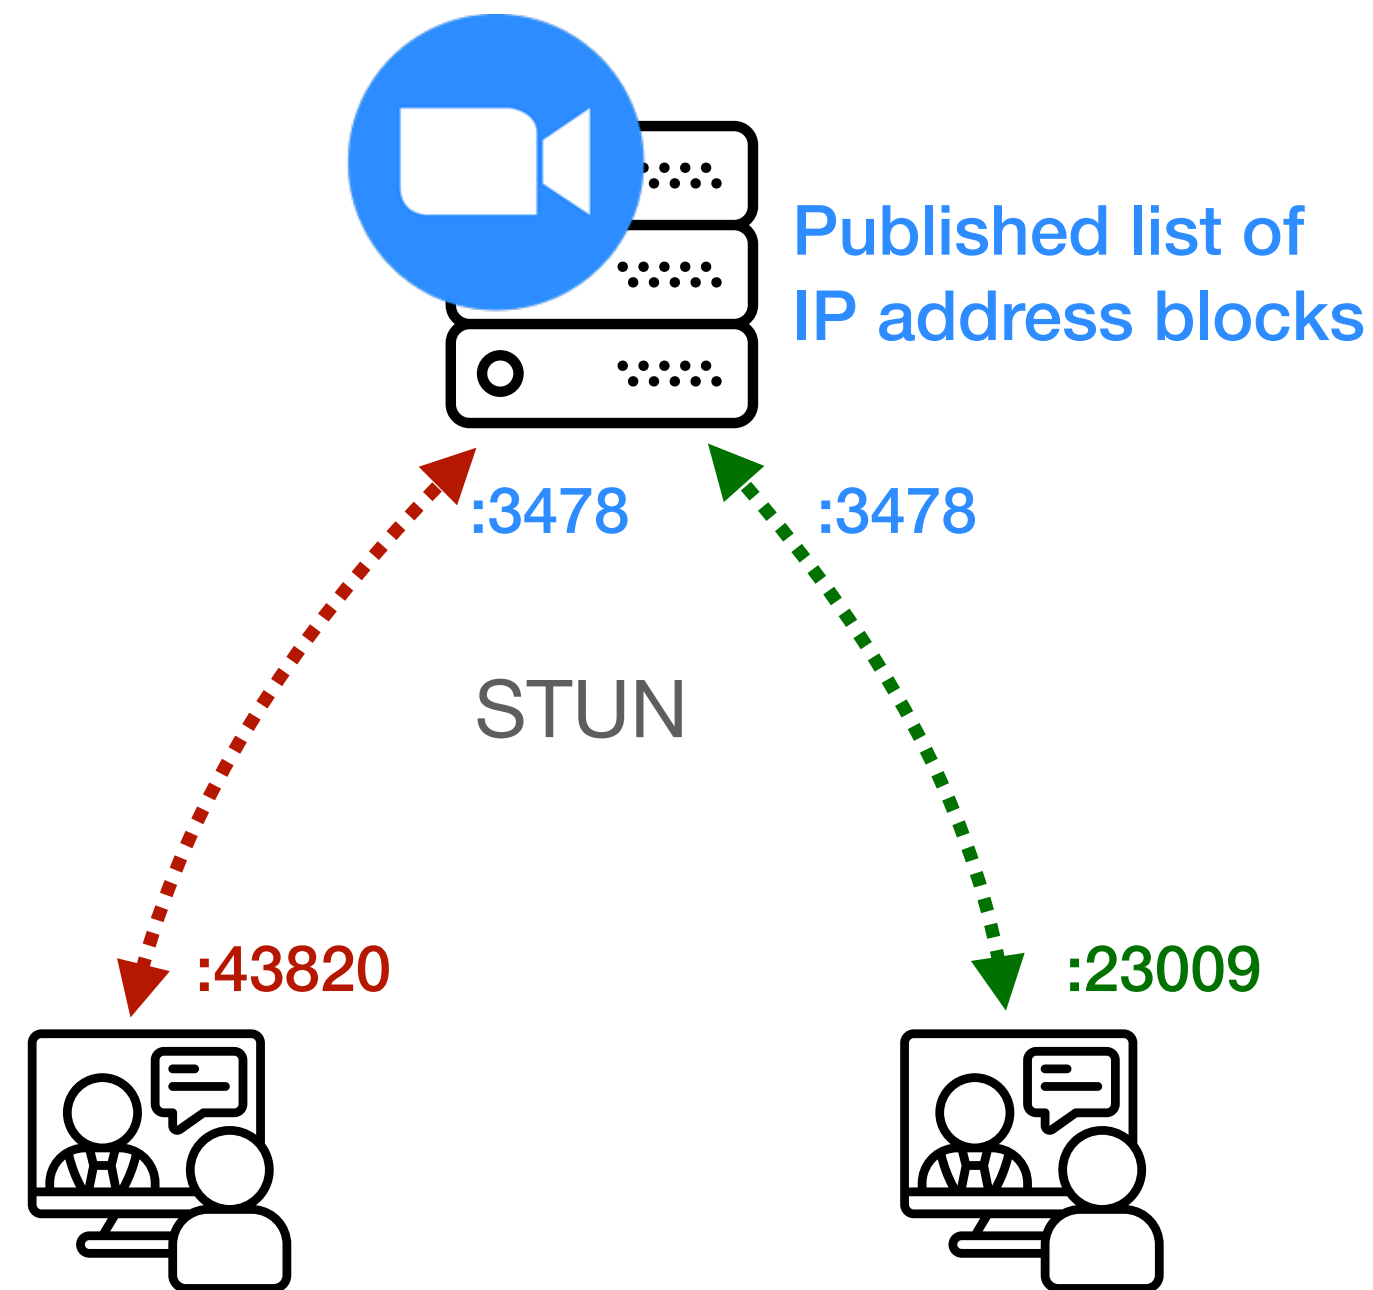 Published list of
IP address blocks
:3478
:3478
STUN
:43820
:23009